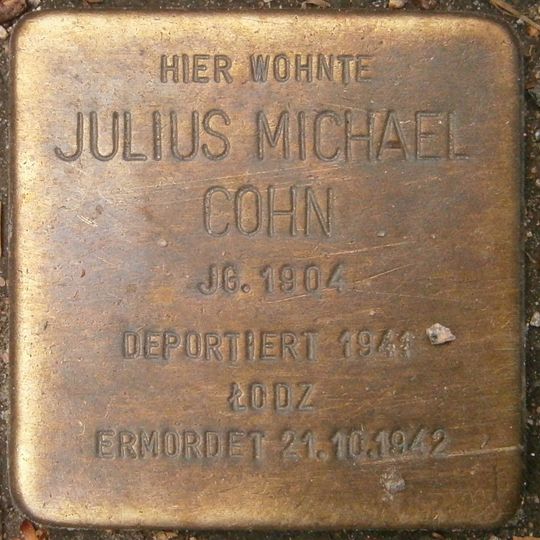 HIER WOHNTE
JULIUS MICHAEL
COHN
JG. 1904
DEPORTIERT 1941
ŁODZ
ERMORDET 21.10.1942